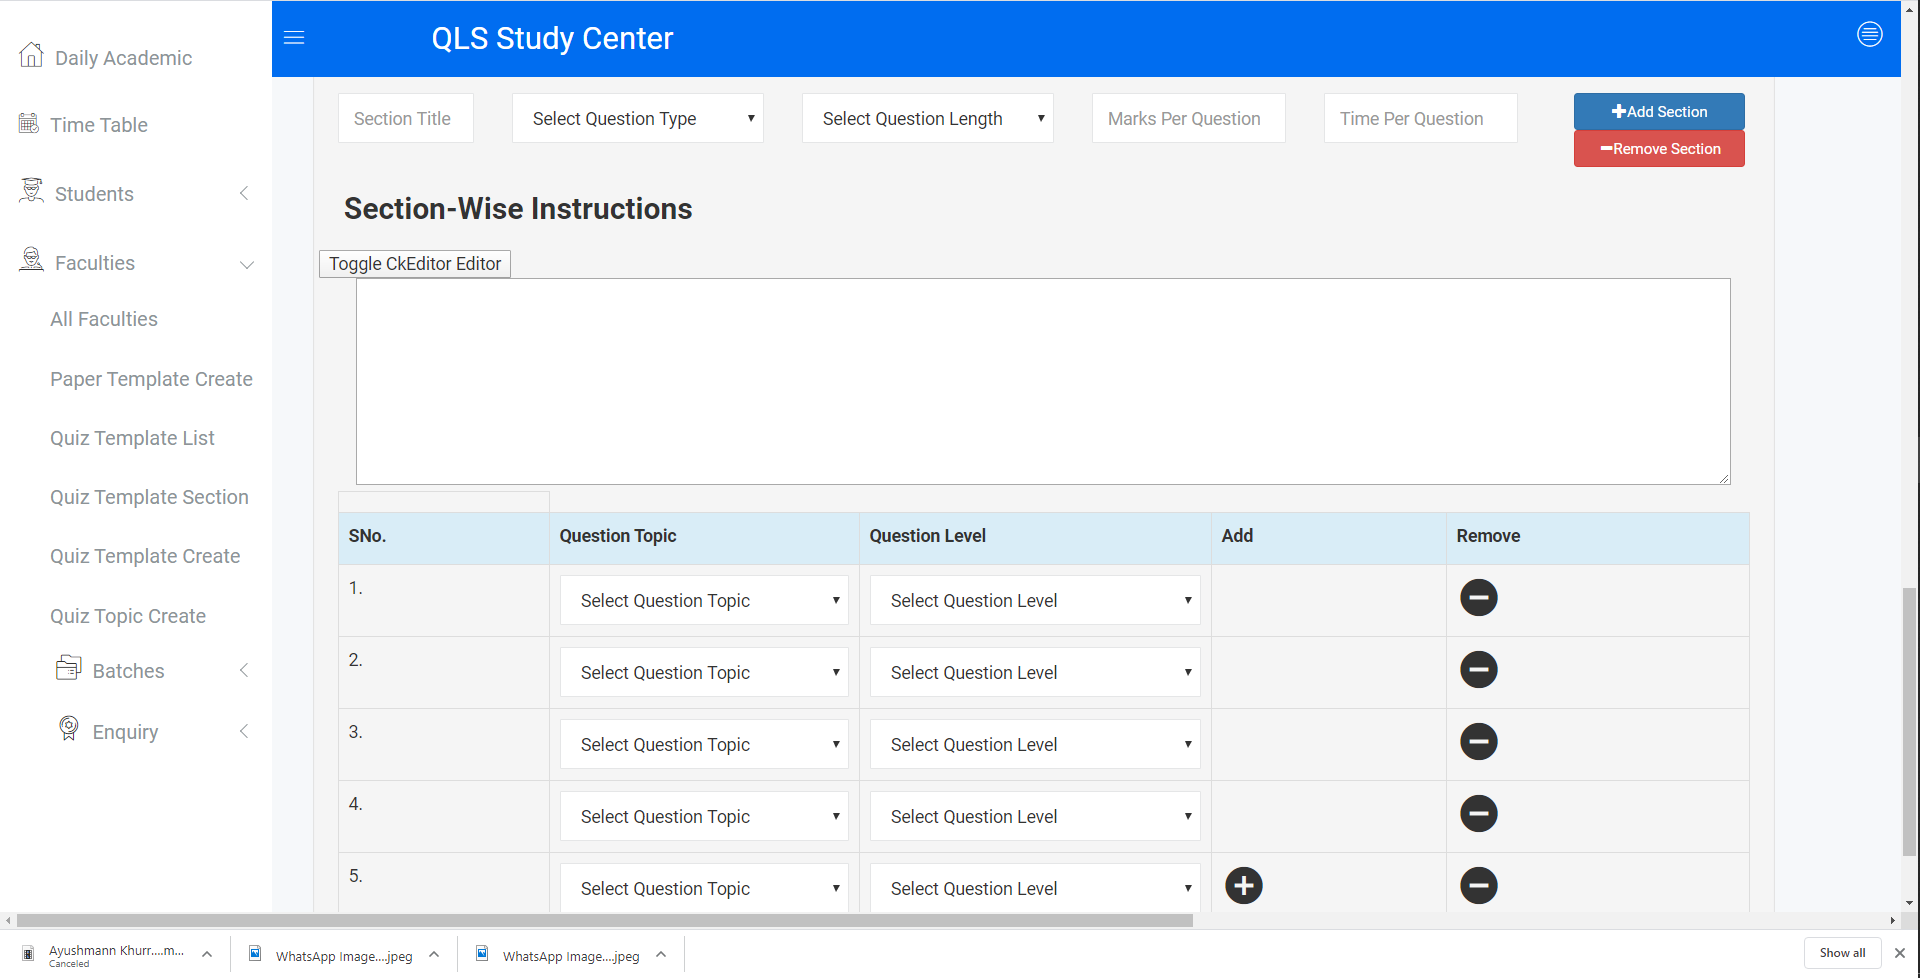 QLS Study Center
Daily Academic
Time Table
Students
Faculties
All Faculties
Paper Template Create
Quiz Template List
Quiz Template Section
Quiz Template Create
Quiz Topic Create
Batches
Enquiry
Section Title
Select Question Type
Select Question Length
Marks Per Question
Time Per Question
Add Section
Remove Section
Section-Wise Instructions
Toggle CkEditor Editor
SNo. Question Topic Question Level Add Remove
1. Select Question Topic Select Question Level
2. Select Question Topic Select Question Level
3. Select Question Topic Select Question Level
4. Select Question Topic Select Question Level
5. Select Question Topic Select Question Level
Ayushmann Khurr....m...
Canceled
WhatsApp Image....jpeg
WhatsApp Image....jpeg
Show all